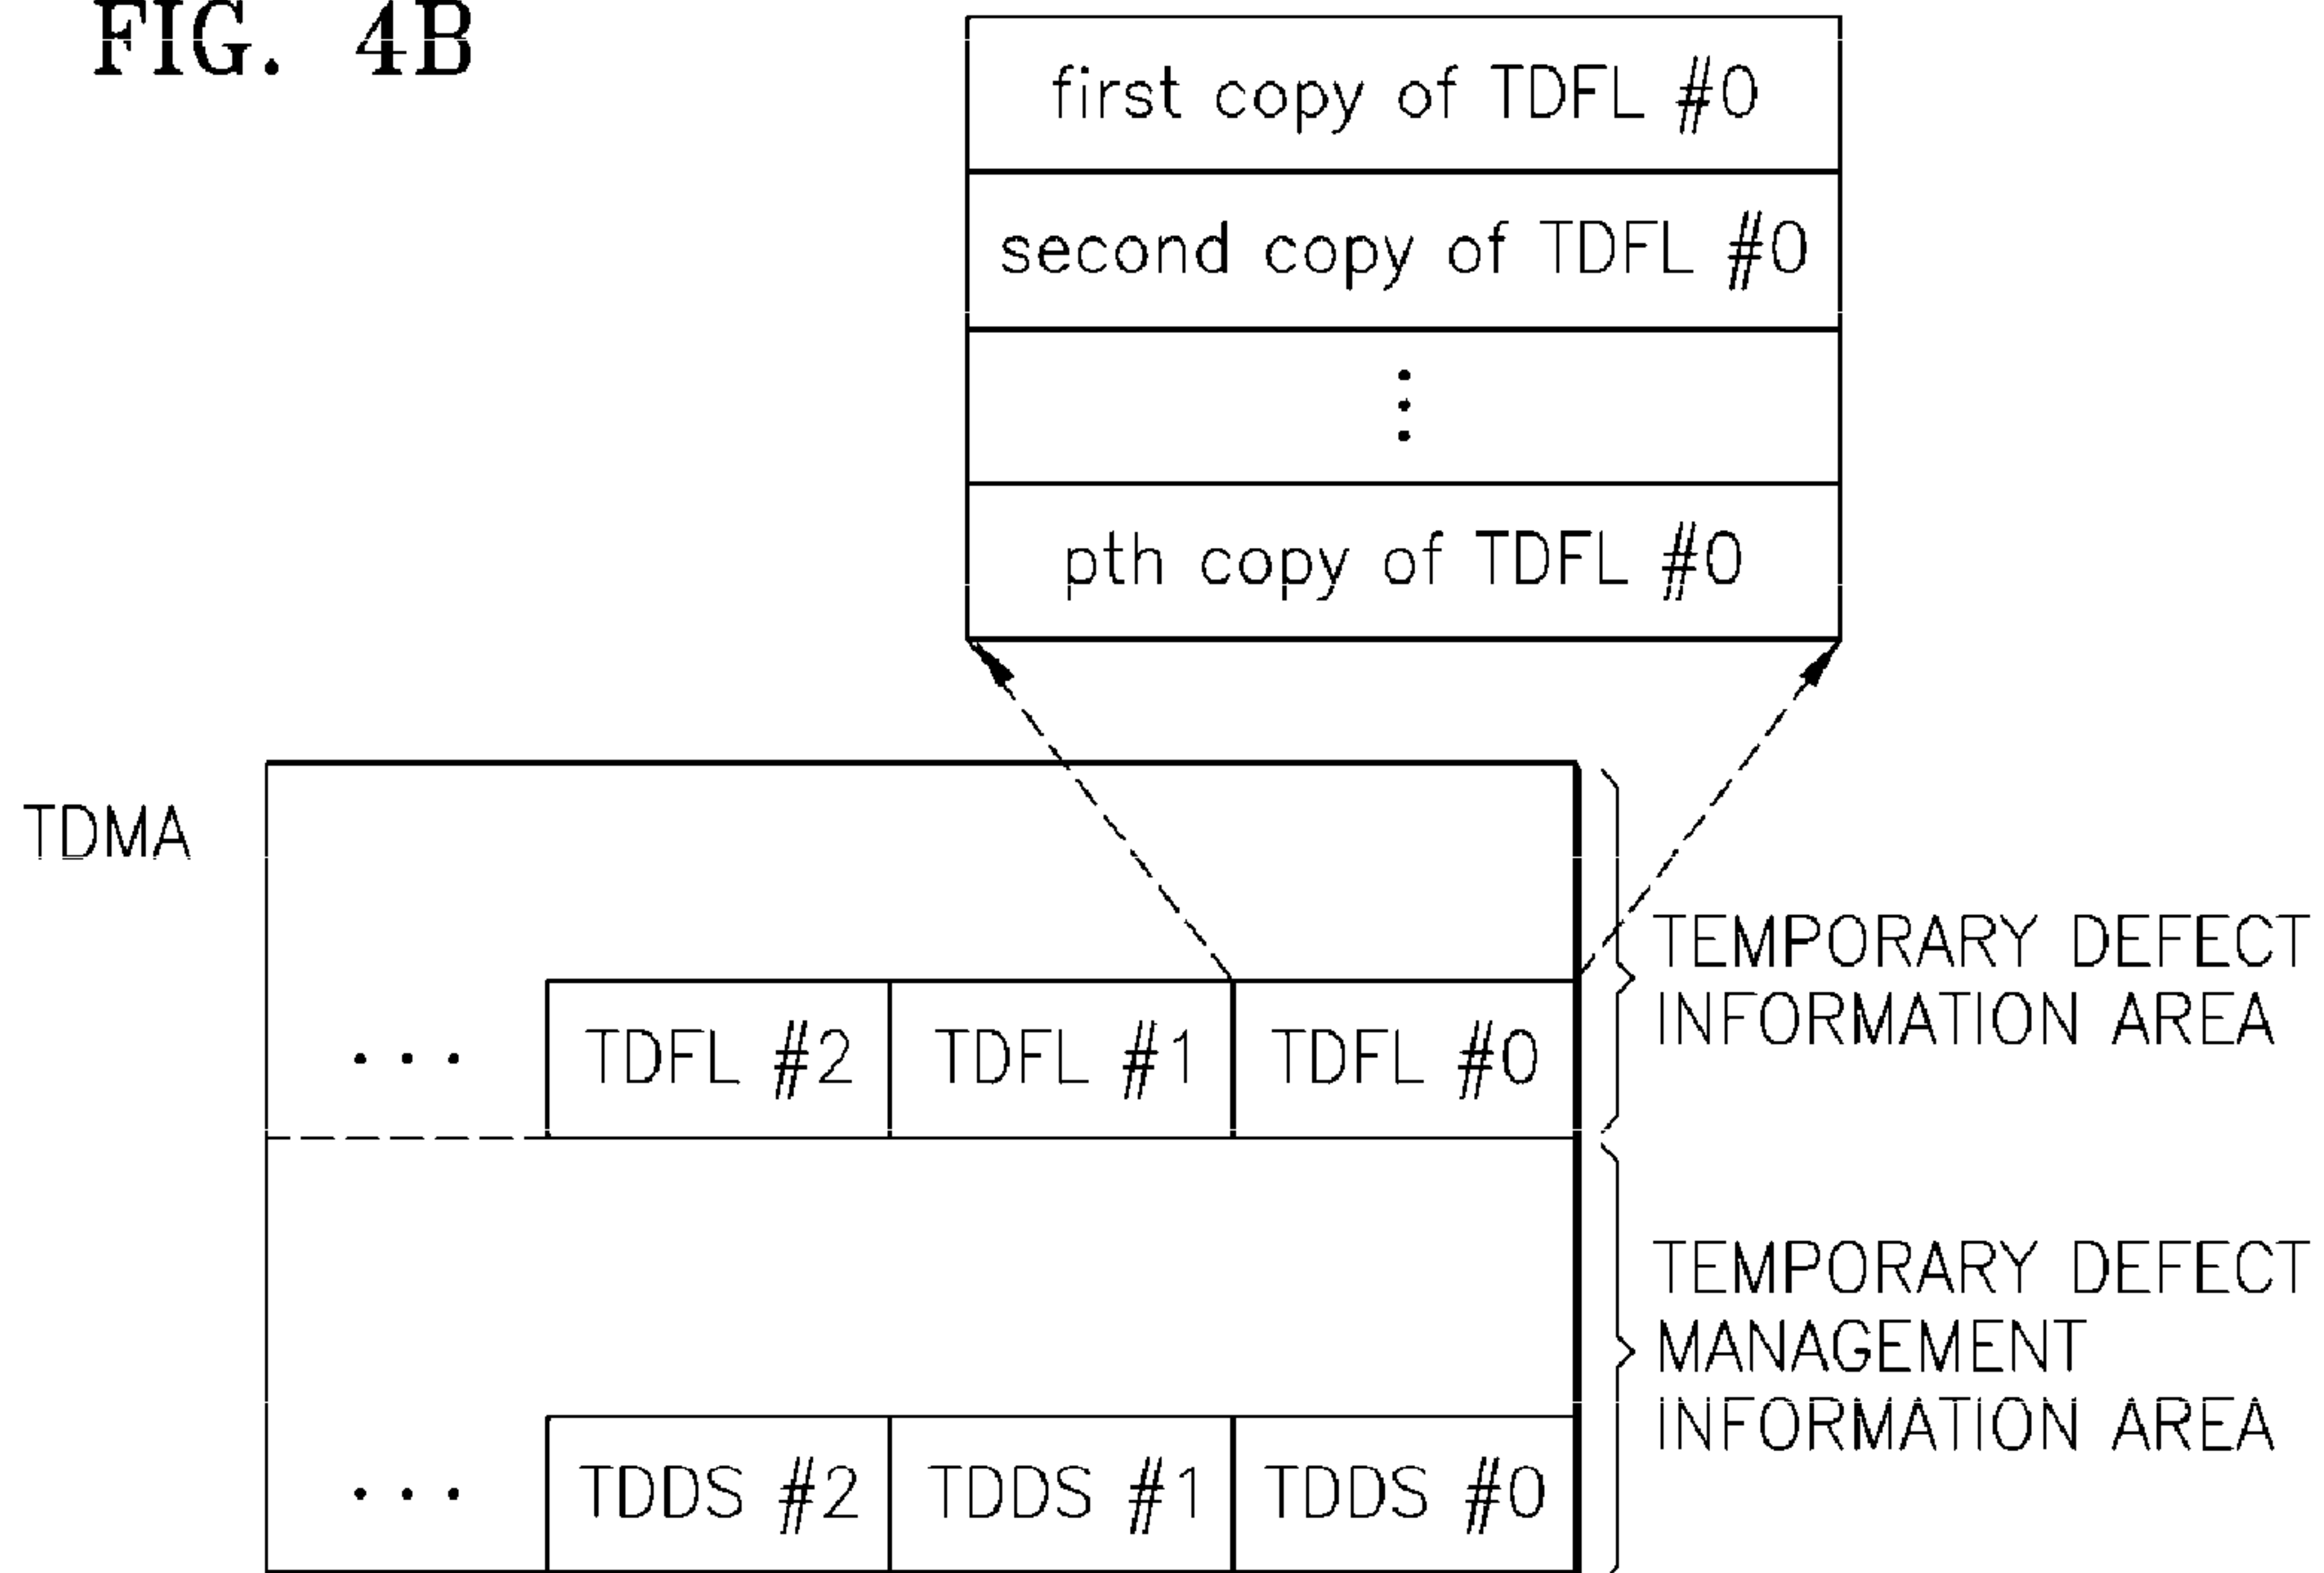 FIG. 4B
first copy of TDFL #0
second copy of TDFL #0
⋮
pth copy of TDFL #0
TDMA
TEMPORARY DEFECT
INFORMATION AREA
... TDFL #2 TDFL #1 TDFL #0
TEMPORARY DEFECT
MANAGEMENT
INFORMATION AREA
... TDDS #2 TDDS #1 TDDS #0